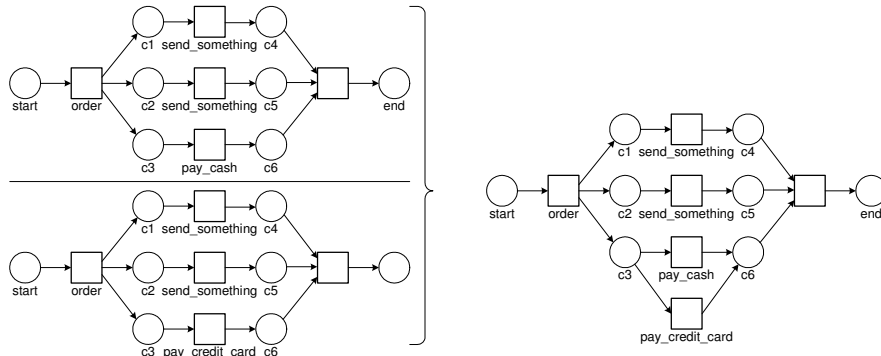 c1 send_something c4
start order c2 send_something c5 end
c3 pay_cash c6
c1 send_something c4
start order c2 send_something c5
c3 pay_credit_card c6
c1 send_something c4
start order c2 send_something c5 end
c3 pay_cash c6
pay_credit_card